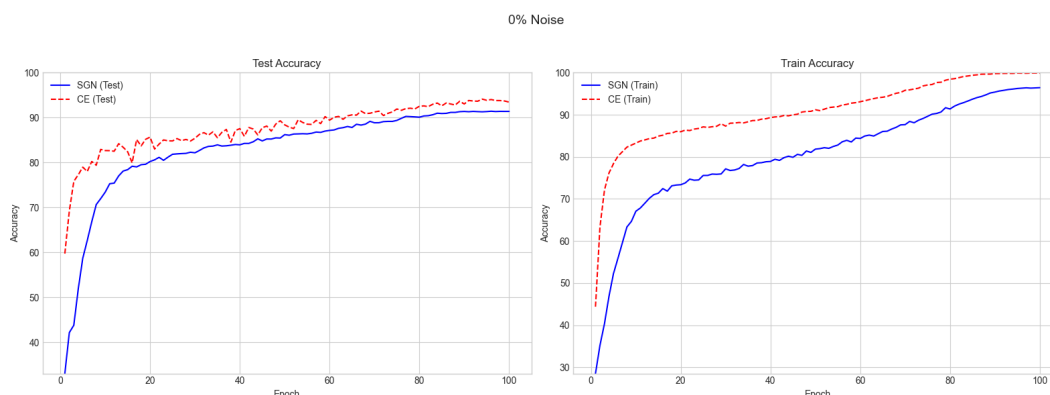 0% Noise
Test Accuracy
SGN (Test)
CE (Test)
Accuracy
100
90
80
70
60
50
40
0
20
40
60
80
100
Epoch
Train Accuracy
SGN (Train)
CE (Train)
Accuracy
100
90
80
70
60
50
40
30
0
20
40
60
80
100
Epoch